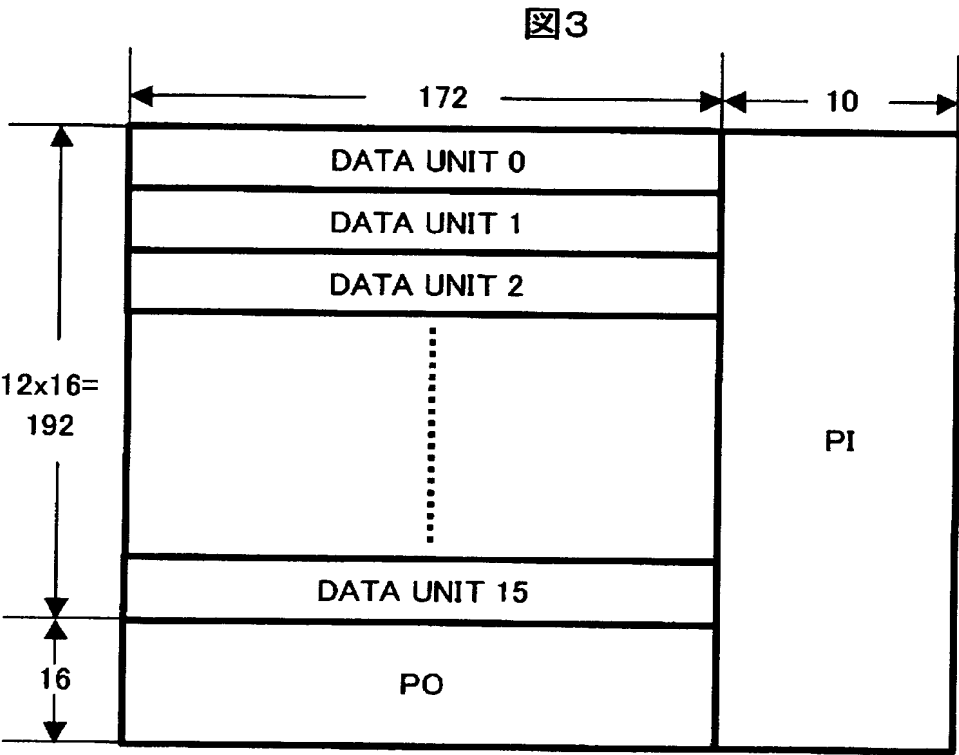 図3
172
10
DATA UNIT 0
DATA UNIT 1
DATA UNIT 2
12x16=
192
PI
DATA UNIT 15
16
PO